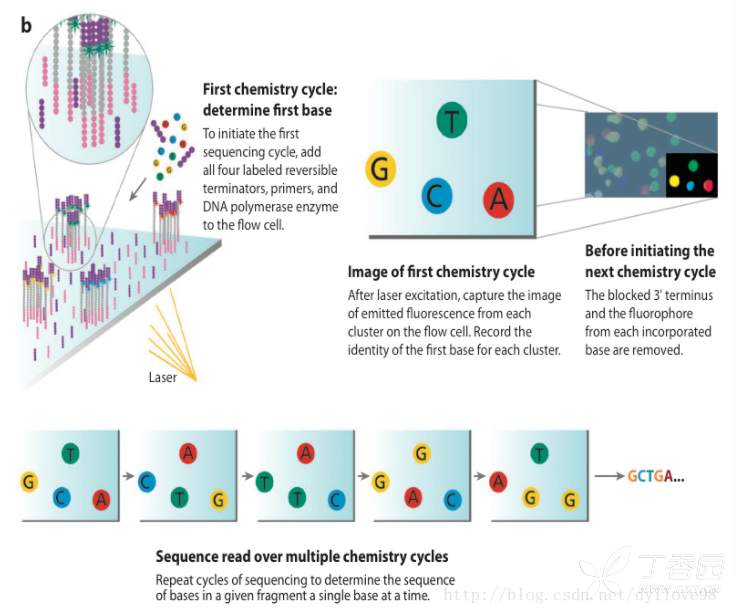 b
First chemistry cycle:
determine first base
To initiate the first
sequencing cycle, add
all four labeled reversible
terminators, primers, and
DNA polymerase enzyme
to the flow cell.
G
T
G
C
G
Laser
T
G
C
A
Image of first chemistry cycle
After laser excitation, capture the image
of emitted fluorescence from each
cluster on the flow cell. Record the
identity of the first base for each cluster.
Before initiating the
next chemistry cycle
The blocked 3' terminus
and the fluorophore
from each incorporated
base are removed.
T
G
C
A
A
C
T
G
A
T
T
C
G
G
A
C
T
A
G
G
GCTGA...
Sequence read over multiple chemistry cycles
Repeat cycles of sequencing to determine the sequence
of bases in a given fragment a single base at a time.
丁香园
http://blog.csdn.net/dyllove98